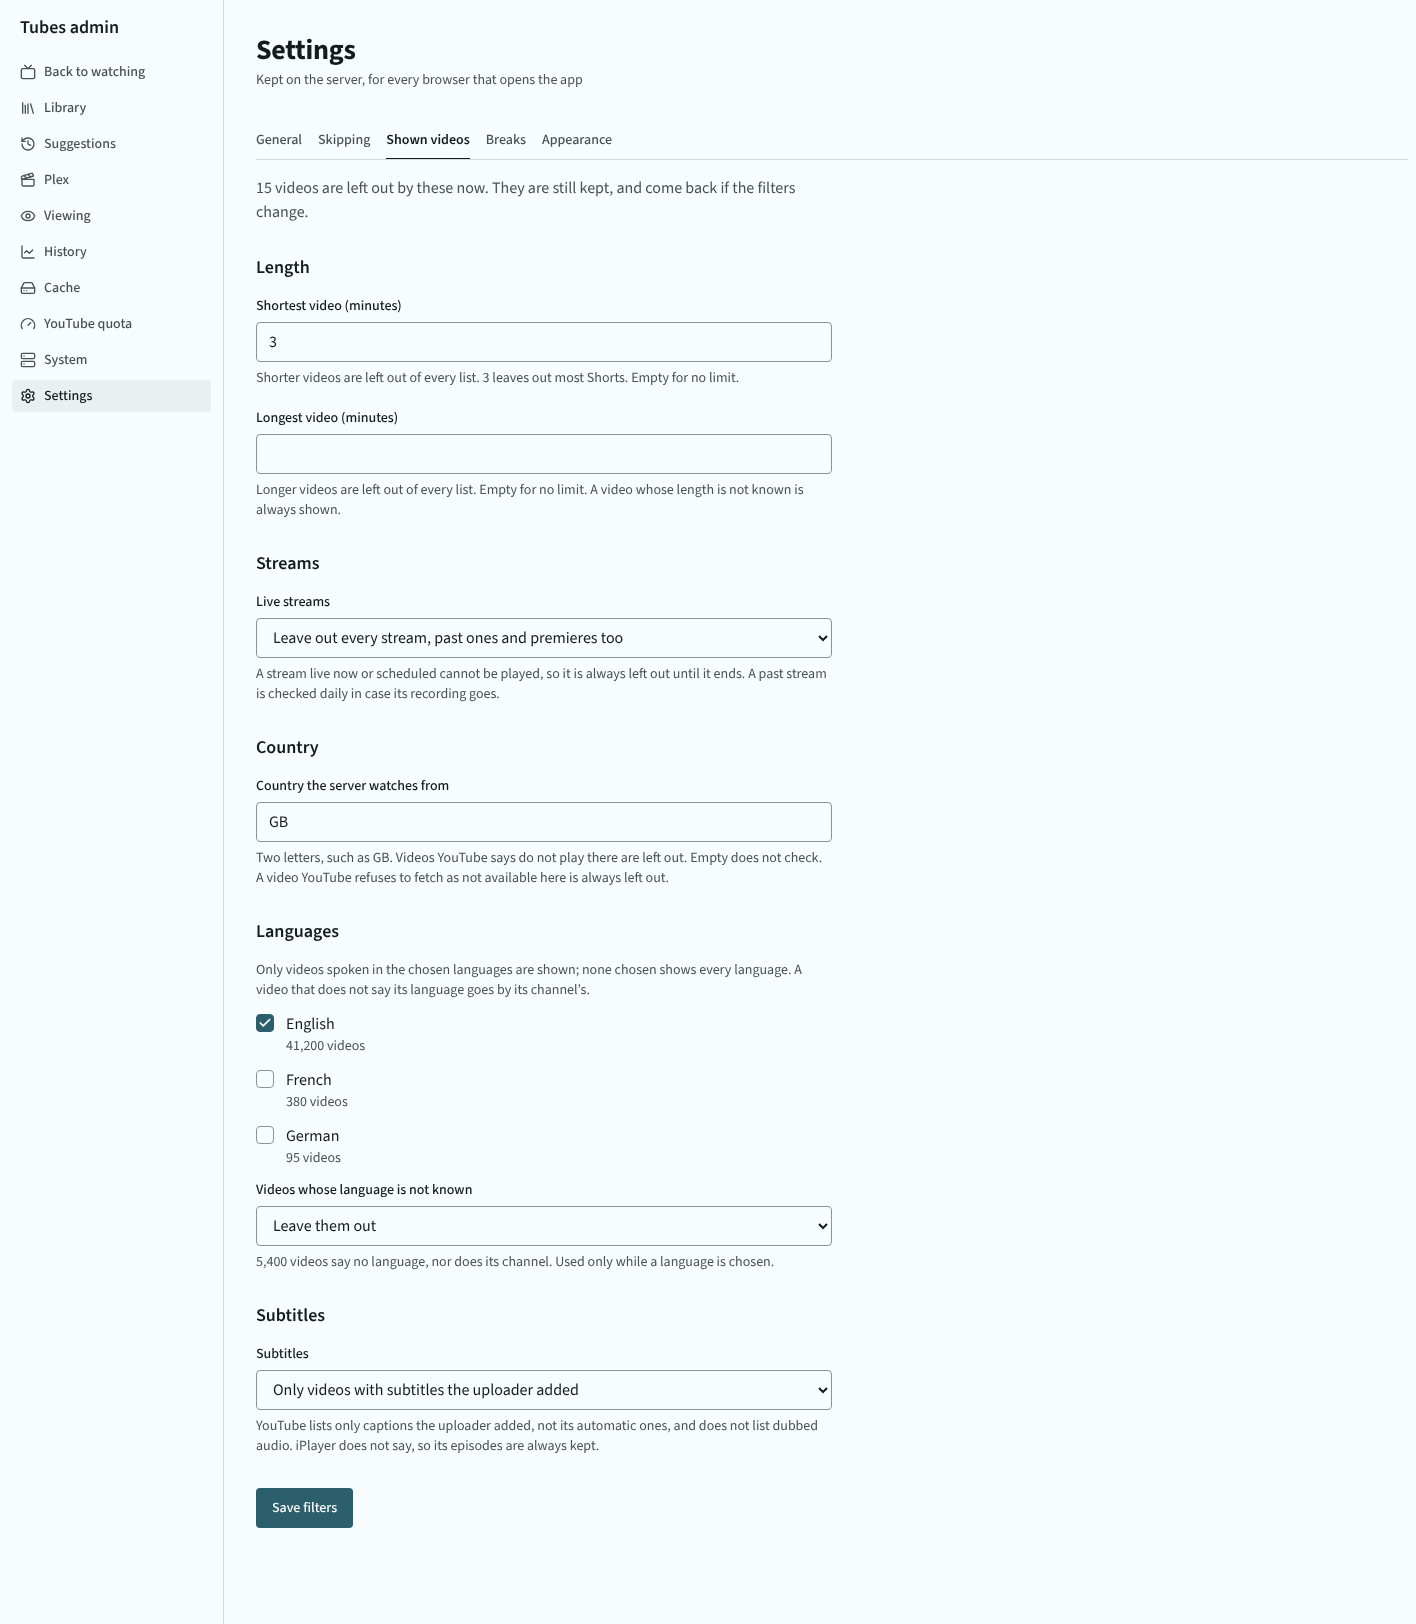 Tubes admin
Back to watching
Library
Suggestions
Plex
Viewing
History
Cache
YouTube quota
System
Settings
Settings
Kept on the server, for every browser that opens the app
General
Skipping
Shown videos
Breaks
Appearance
15 videos are left out by these now. They are still kept, and come back if the filters
change.
Length
Shortest video (minutes)
3
Shorter videos are left out of every list. 3 leaves out most Shorts. Empty for no limit.
Longest video (minutes)
Longer videos are left out of every list. Empty for no limit. A video whose length is not known is
always shown.
Streams
Live streams
Leave out every stream, past ones and premieres too
A stream live now or scheduled cannot be played, so it is always left out until it ends. A past stream
is checked daily in case its recording goes.
Country
Country the server watches from
GB
Two letters, such as GB. Videos YouTube says do not play there are left out. Empty does not check.
A video YouTube refuses to fetch as not available here is always left out.
Languages
Only videos spoken in the chosen languages are shown; none chosen shows every language. A
video that does not say its language goes by its channel's.
English
41,200 videos
French
380 videos
German
95 videos
Videos whose language is not known
Leave them out
5,400 videos say no language, nor does its channel. Used only while a language is chosen.
Subtitles
Subtitles
Only videos with subtitles the uploader added
YouTube lists only captions the uploader added, not its automatic ones, and does not list dubbed
audio. iPlayer does not say, so its episodes are always kept.
Save filters